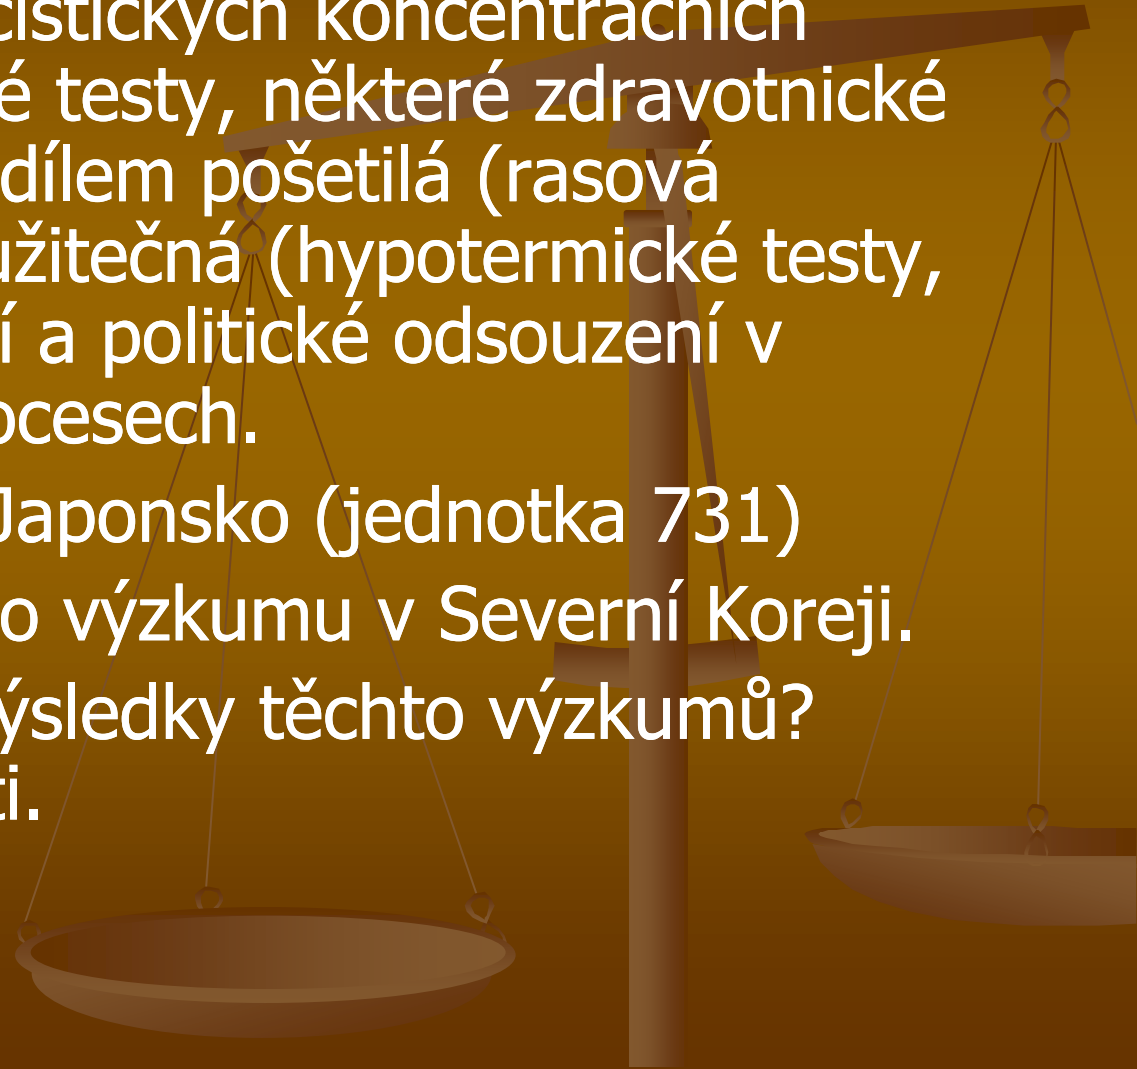 cistických koncentračních
é testy, některé zdravotnické
dílem pošetilá (rasová
užitečná (hypotermické testy,
í a politické odsouzení v
ocesech.
Japonsko (jednotka 731)
o výzkumu v Severní Koreji.
ýsledky těchto výzkumů?
ti.